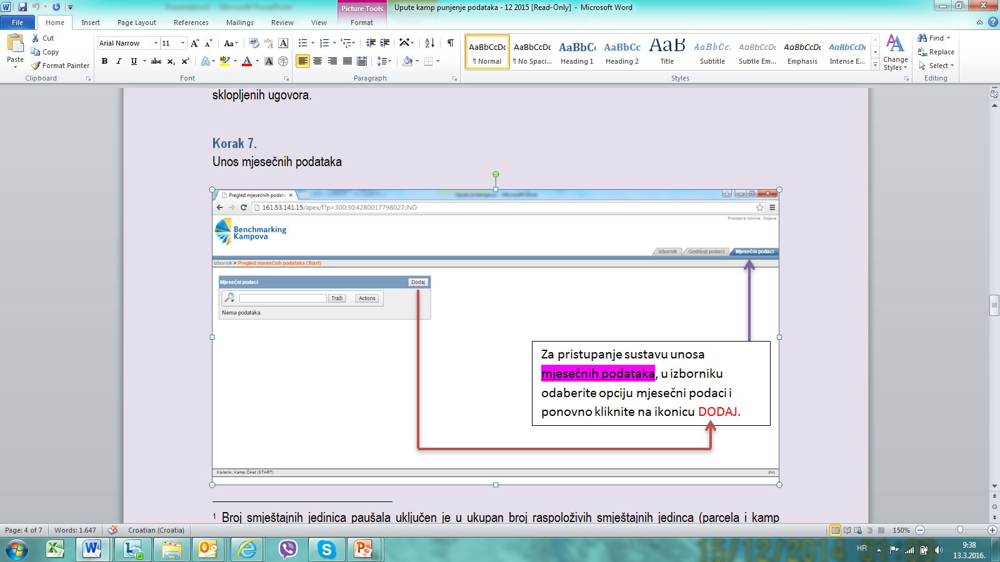 Upute kamp punjenje podataka - 12 2015 [Read-Only] - Microsoft Word
Picture Tools
File Home Insert Page Layout References Mailings Review View Format
Paste
Cut
Copy
Format Painter
Clipboard
Arial Narrow 11
Font
Paragraph
AaBbCcDc AaBbCcDc AaBbC AaBbCc AaB AaBbCc. AaBbCcDc AaBbCcDc AaBbCcDc
¶ Normal ¶ No Spaci... Heading 1 Heading 2 Title Subtitle Subtle Em... Emphasis Intense E...
Styles
Change Styles
Find
Replace
Select
Editing
sklopljenih ugovora.
Korak 7.
Unos mjesečnih podataka
Pregled mjesečnih podata
161.53.141.15/apex/f?p=300:30:4280017798027::NO
Promjena lozinke Odjava
Benchmarking
Kampova
Izbornik Godišnji podaci Mjesečni podaci
Izbornik > Pregled mjesečnih podataka (Start)
Mjesečni podaci Dodaj
Traži Actions
Nema podataka.
Za pristupanje sustavu unosa
mjesečnih podataka, u izborniku
odaberite opciju mjesečni podaci i
ponovno kliknite na ikonicu DODAJ.
Korisnik: Kamp Čikat (START) (hr)
1 Broj smještajnih jedinica paušala uključen je u ukupan broj raspoloživih smještajnih jedinca (parcela i kamp
Page: 4 of 7 Words: 1.647 Croatian (Croatia) 150%
HR 9:38
13.3.2016.